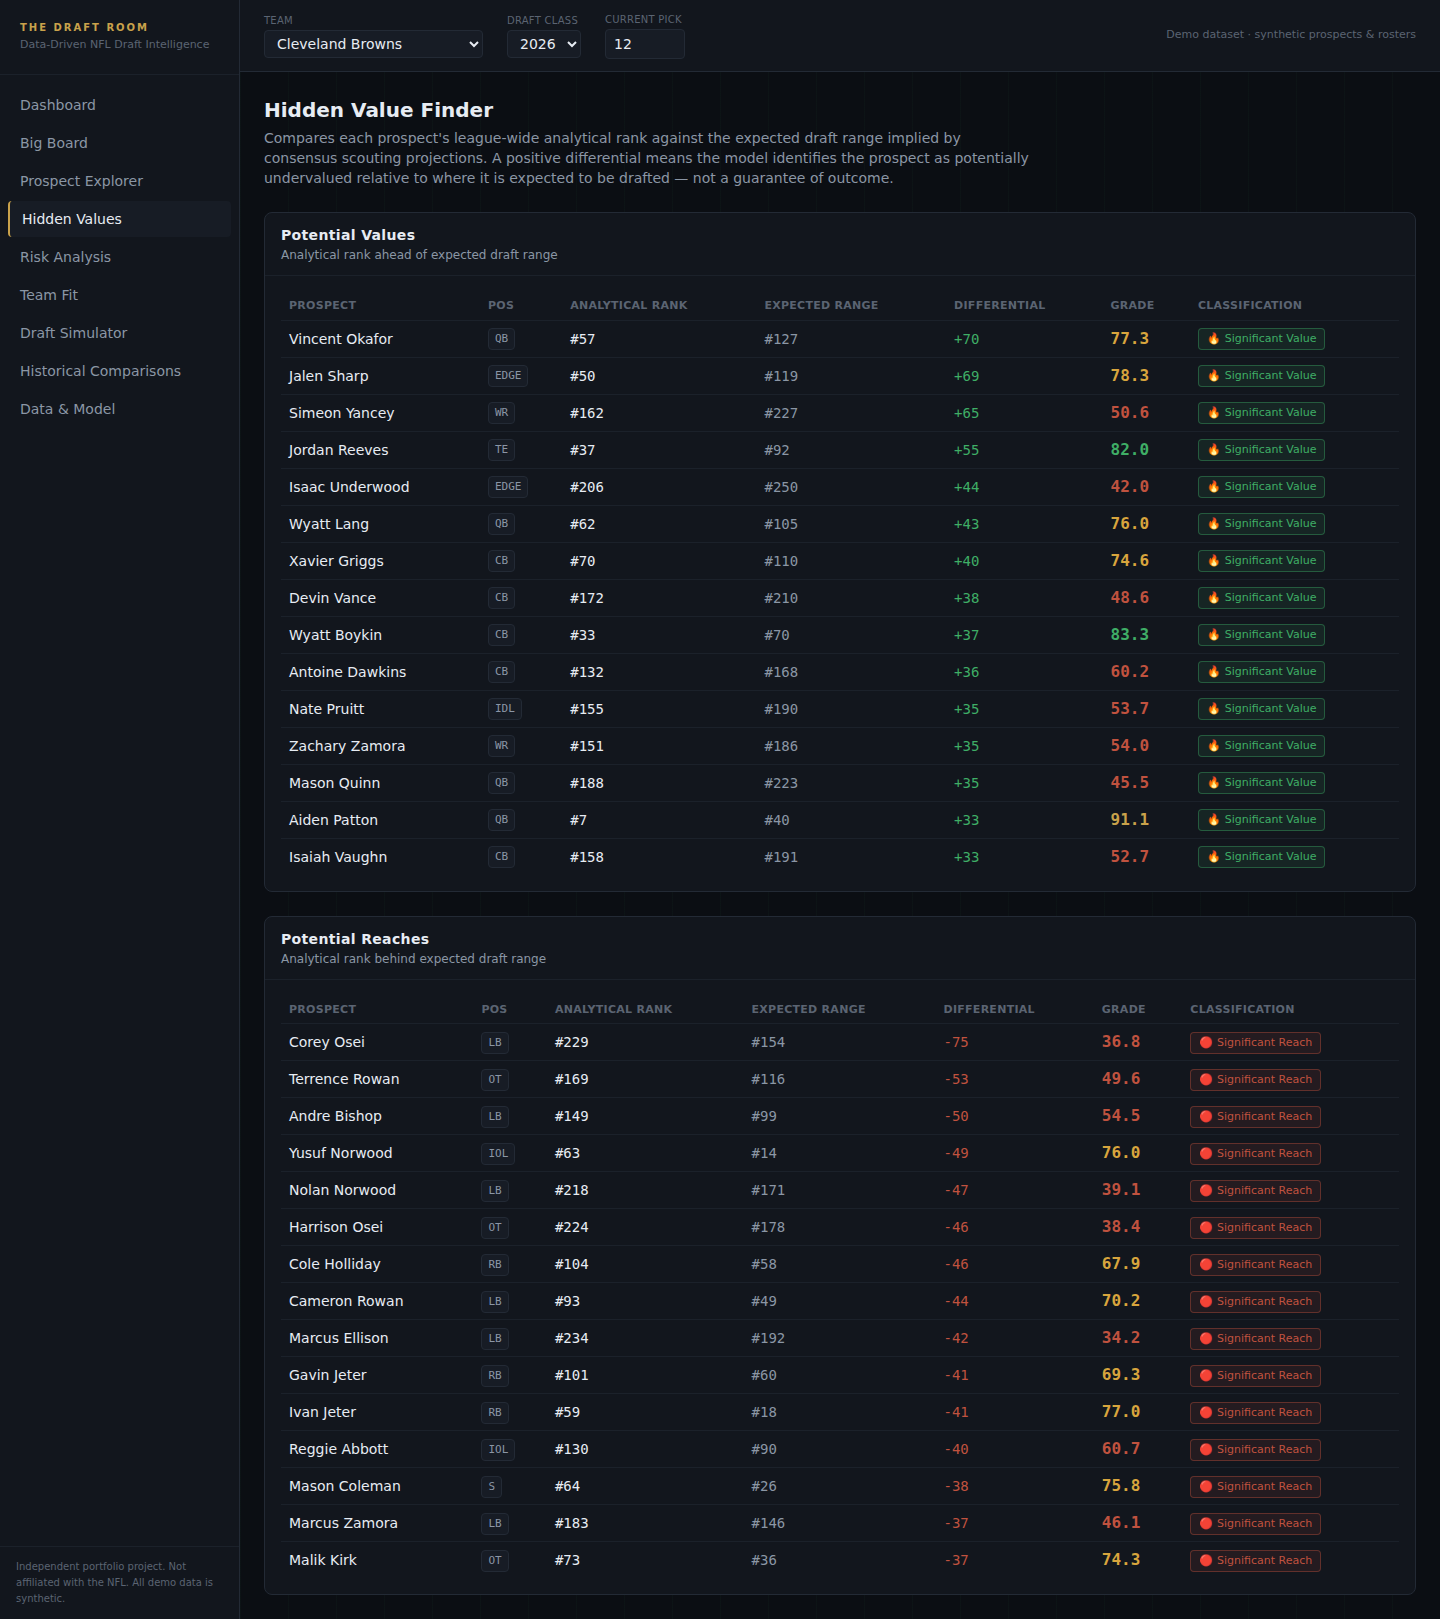 THE DRAFT ROOM
Data-Driven NFL Draft Intelligence
Dashboard
Big Board
Prospect Explorer
Hidden Values
Risk Analysis
Team Fit
Draft Simulator
Historical Comparisons
Data & Model
Independent portfolio project. Not
affiliated with the NFL. All demo data is
synthetic.
TEAM DRAFT CLASS CURRENT PICK
Cleveland Browns 2026 12
Demo dataset · synthetic prospects & rosters
Hidden Value Finder
Compares each prospect's league-wide analytical rank against the expected draft range implied by
consensus scouting projections. A positive differential means the model identifies the prospect as potentially
undervalued relative to where it is expected to be drafted — not a guarantee of outcome.
Potential Values
Analytical rank ahead of expected draft range
PROSPECT POS ANALYTICAL RANK EXPECTED RANGE DIFFERENTIAL GRADE CLASSIFICATION
Vincent Okafor QB #57 #127 +70 77.3 🔥 Significant Value
Jalen Sharp EDGE #50 #119 +69 78.3 🔥 Significant Value
Simeon Yancey WR #162 #227 +65 50.6 🔥 Significant Value
Jordan Reeves TE #37 #92 +55 82.0 🔥 Significant Value
Isaac Underwood EDGE #206 #250 +44 42.0 🔥 Significant Value
Wyatt Lang QB #62 #105 +43 76.0 🔥 Significant Value
Xavier Griggs CB #70 #110 +40 74.6 🔥 Significant Value
Devin Vance CB #172 #210 +38 48.6 🔥 Significant Value
Wyatt Boykin CB #33 #70 +37 83.3 🔥 Significant Value
Antoine Dawkins CB #132 #168 +36 60.2 🔥 Significant Value
Nate Pruitt IDL #155 #190 +35 53.7 🔥 Significant Value
Zachary Zamora WR #151 #186 +35 54.0 🔥 Significant Value
Mason Quinn QB #188 #223 +35 45.5 🔥 Significant Value
Aiden Patton QB #7 #40 +33 91.1 🔥 Significant Value
Isaiah Vaughn CB #158 #191 +33 52.7 🔥 Significant Value
Potential Reaches
Analytical rank behind expected draft range
PROSPECT POS ANALYTICAL RANK EXPECTED RANGE DIFFERENTIAL GRADE CLASSIFICATION
Corey Osei LB #229 #154 -75 36.8 🔴 Significant Reach
Terrence Rowan OT #169 #116 -53 49.6 🔴 Significant Reach
Andre Bishop LB #149 #99 -50 54.5 🔴 Significant Reach
Yusuf Norwood IOL #63 #14 -49 76.0 🔴 Significant Reach
Nolan Norwood LB #218 #171 -47 39.1 🔴 Significant Reach
Harrison Osei OT #224 #178 -46 38.4 🔴 Significant Reach
Cole Holliday RB #104 #58 -46 67.9 🔴 Significant Reach
Cameron Rowan LB #93 #49 -44 70.2 🔴 Significant Reach
Marcus Ellison LB #234 #192 -42 34.2 🔴 Significant Reach
Gavin Jeter RB #101 #60 -41 69.3 🔴 Significant Reach
Ivan Jeter RB #59 #18 -41 77.0 🔴 Significant Reach
Reggie Abbott IOL #130 #90 -40 60.7 🔴 Significant Reach
Mason Coleman S #64 #26 -38 75.8 🔴 Significant Reach
Marcus Zamora LB #183 #146 -37 46.1 🔴 Significant Reach
Malik Kirk OT #73 #36 -37 74.3 🔴 Significant Reach